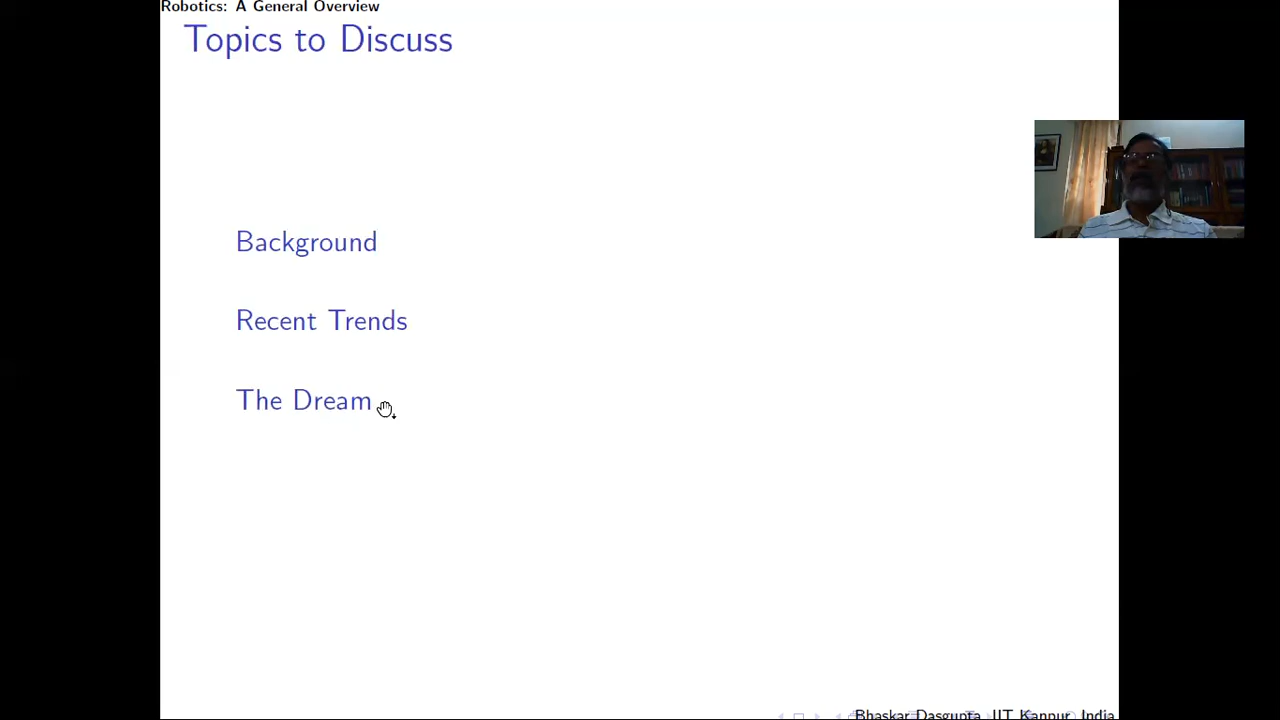 Robotics: A General Overview
Topics to Discuss
Background
Recent Trends
The Dream
Bhaskar Dasgupta, IIT Kanpur, India